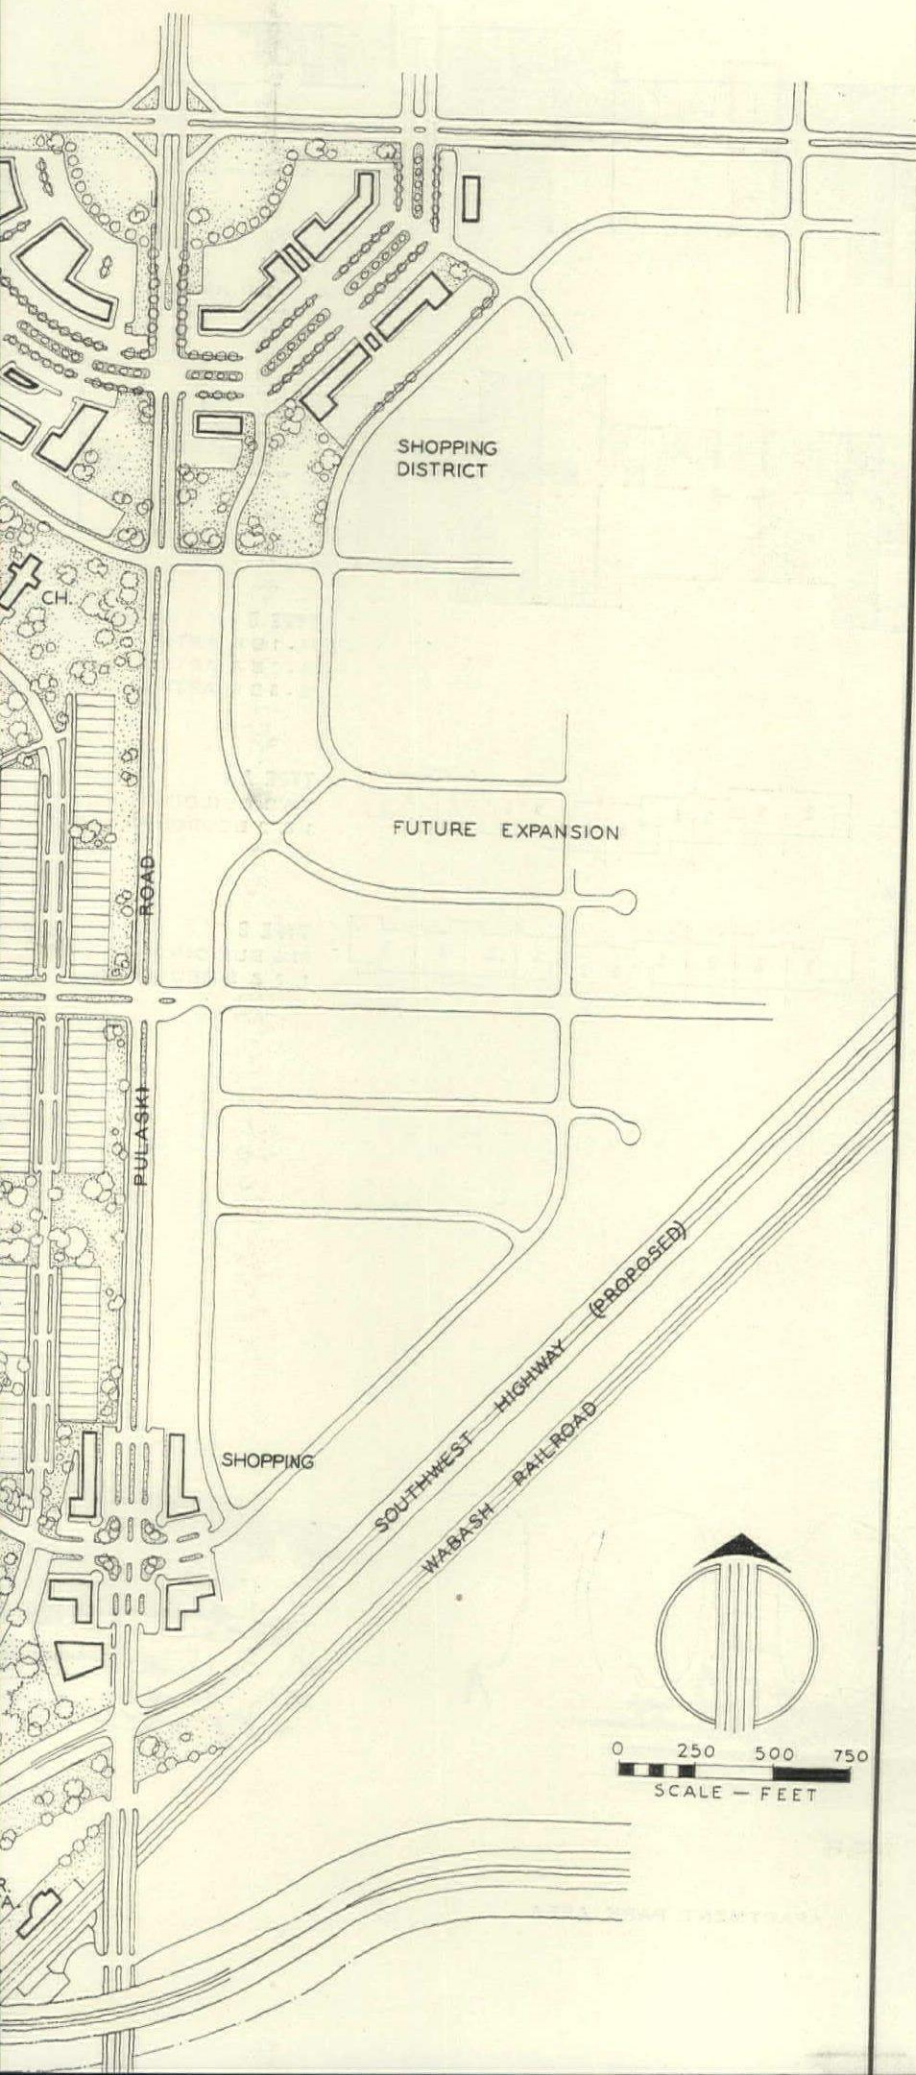 SHOPPING
DISTRICT
CH.
FUTURE EXPANSION
ROAD
PULASKI
SOUTHWEST HIGHWAY (PROPOSED)
WABASH RAILROAD
SHOPPING
0 250 500 750
SCALE — FEET
R.
A.